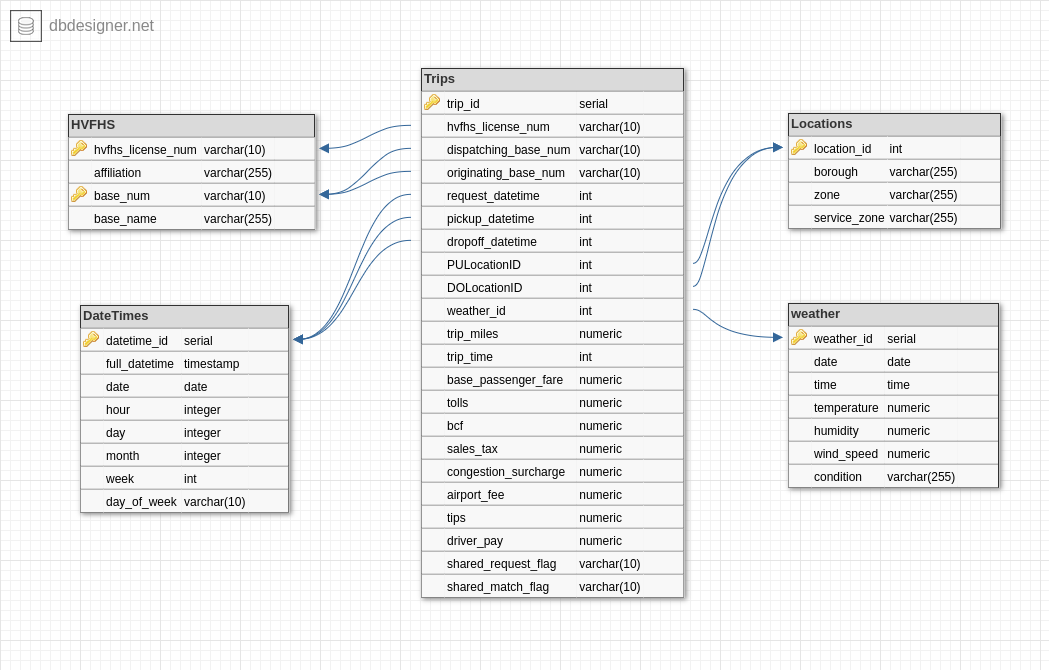 dbdesigner.net
HVFHS
hvfhs_license_num varchar(10)
affiliation varchar(255)
base_num varchar(10)
base_name varchar(255)
DateTimes
datetime_id serial
full_datetime timestamp
date date
hour integer
day integer
month integer
week int
day_of_week varchar(10)
Trips
trip_id serial
hvfhs_license_num varchar(10)
dispatching_base_num varchar(10)
originating_base_num varchar(10)
request_datetime int
pickup_datetime int
dropoff_datetime int
PULocationID int
DOLocationID int
weather_id int
trip_miles numeric
trip_time int
base_passenger_fare numeric
tolls numeric
bcf numeric
sales_tax numeric
congestion_surcharge numeric
airport_fee numeric
tips numeric
driver_pay numeric
shared_request_flag varchar(10)
shared_match_flag varchar(10)
Locations
location_id int
borough varchar(255)
zone varchar(255)
service_zone varchar(255)
weather
weather_id serial
date date
time time
temperature numeric
humidity numeric
wind_speed numeric
condition varchar(255)